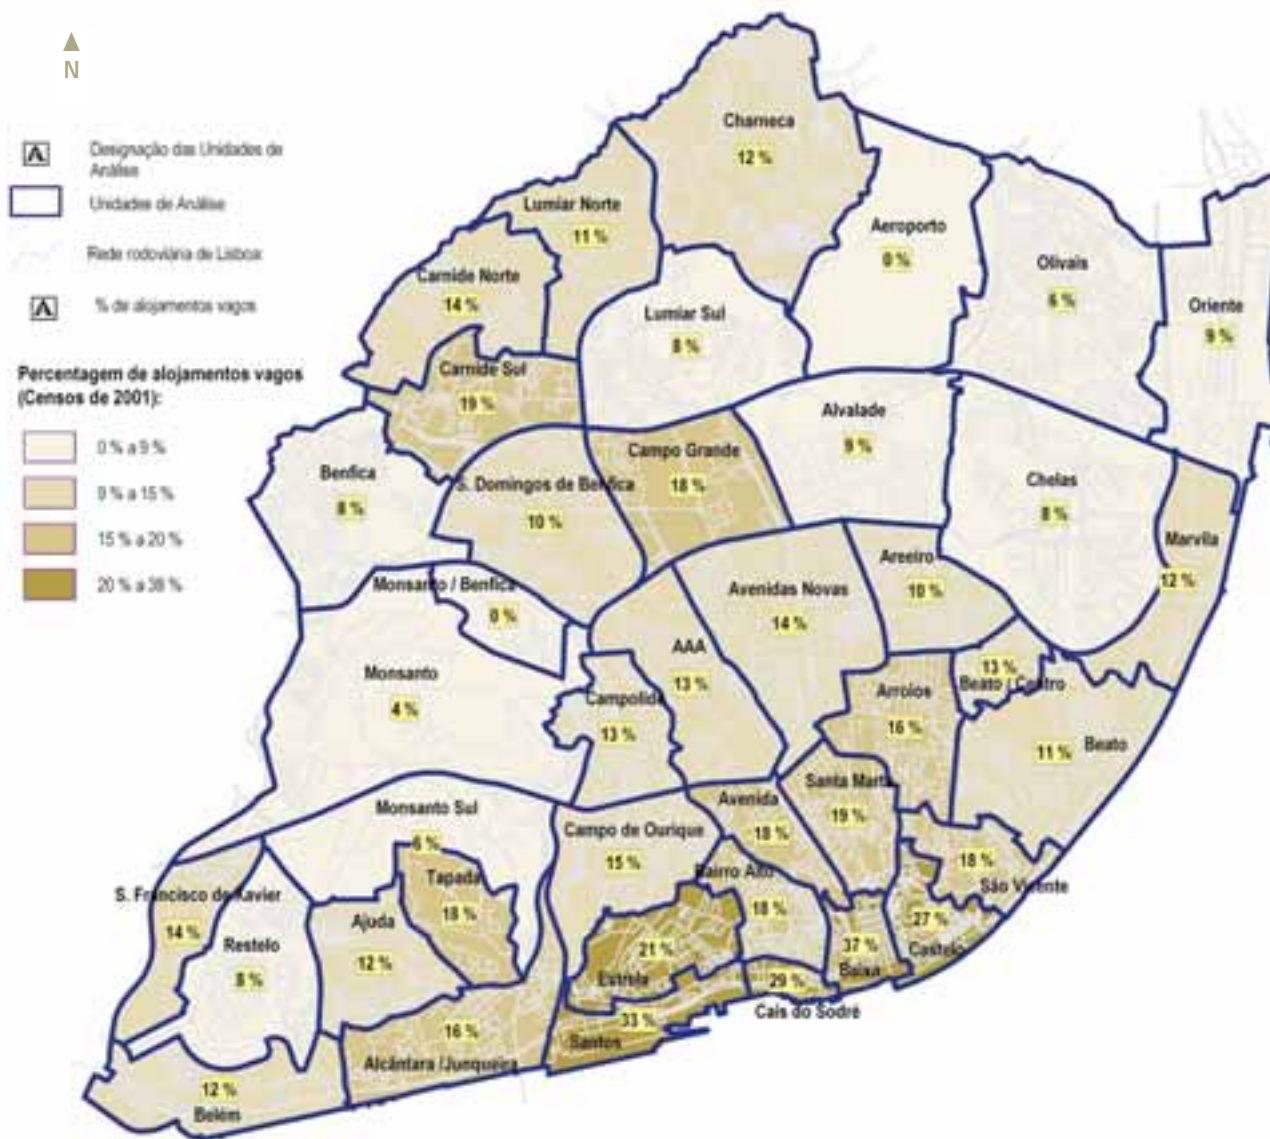 N
A
Designação das Unidades de
Análise
Unidades de Análise
Rede rodoviária de Lisboa
A
% de alojamentos vagos
Percentagem de alojamentos vagos
(Censos de 2001):
0 % a 9 %
9 % a 15 %
15 % a 20 %
20 % a 38 %
Charneca
12 %
Lumiar Norte
11 %
Aeroporto
0 %
Olivais
6 %
Carnide Norte
14 %
Lumiar Sul
8 %
Oriente
9 %
Carnide Sul
19 %
Alvalade
9 %
Campo Grande
18 %
Benfica
8 %
S. Domingos de Benfica
10 %
Chelas
8 %
Marvila
12 %
Areeiro
10 %
Monsanto / Benfica
0 %
Avenidas Novas
14 %
AAA
13 %
Monsanto
4 %
13 %
Beato / Centro
Campolide
13 %
Arroios
16 %
Beato
11 %
Santa Marta
19 %
Avenida
18 %
Monsanto Sul
6 %
Campo de Ourique
15 %
Tapada
18 %
Bairro Alto
18 %
18 %
São Vicente
S. Francisco de Xavier
14 %
Ajuda
12 %
Restelo
8 %
27 %
Castelo
37 %
Baixa
21 %
Estrela
29 %
Cais do Sodré
33 %
Santos
16 %
Alcântara /Junqueira
12 %
Belém